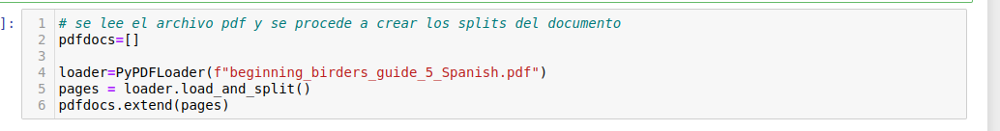 ]:
1 # se lee el archivo pdf y se procede a crear los splits del documento
2 pdfdocs=[]
3
4 loader=PyPDFLoader(f"beginning_birders_guide_5_Spanish.pdf")
5 pages = loader.load_and_split()
6 pdfdocs.extend(pages)